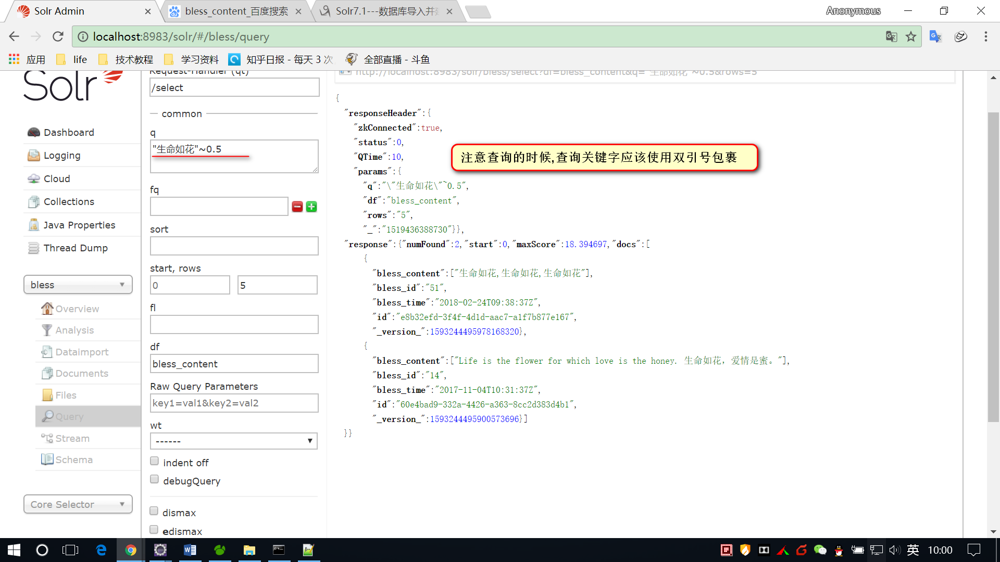 Solr Admin
bless_content_百度搜索
Solr7.1---数据库导入并
Anonymous
localhost:8983/solr/#/bless/query
应用
life
技术教程
学习资料
知乎日报 - 每天 3 次
全部直播 - 斗鱼
Solr
Dashboard
Logging
Cloud
Collections
Java Properties
Thread Dump
bless
Overview
Analysis
Dataimport
Documents
Files
Query
Stream
Schema
Core Selector
Request-Handler (qt)
/select
common
q
"生命如花"~0.5
fq
sort
start, rows
0
5
fl
df
bless_content
Raw Query Parameters
key1=val1&key2=val2
wt
------
indent off
debugQuery
dismax
edismax
http://localhost:8983/solr/bless/select?df=bless_content&q="生命如花"~0.5&rows=5
{
"responseHeader":{
"zkConnected":true,
"status":0,
"QTime":10,
"params":{
"q":"\"生命如花\"~0.5",
"df":"bless_content",
"rows":"5",
"_":"1519436388730"}},
"response":{"numFound":2,"start":0,"maxScore":18.394697,"docs":[
{
"bless_content":["生命如花,生命如花,生命如花"],
"bless_id":"51",
"bless_time":"2018-02-24T09:38:37Z",
"id":"e8b32efd-3f4f-4d1d-aac7-a1f7b877e167",
"_version_":1593244495978168320},
{
"bless_content":["Life is the flower for which love is the honey. 生命如花，爱情是蜜。"],
"bless_id":"14",
"bless_time":"2017-11-04T10:31:37Z",
"id":"60e4bad9-332a-4426-a363-8cc2d383d4b1",
"_version_":1593244495900573696}]
}}
注意查询的时候,查询关键字应该使用双引号包裹
英
10:00